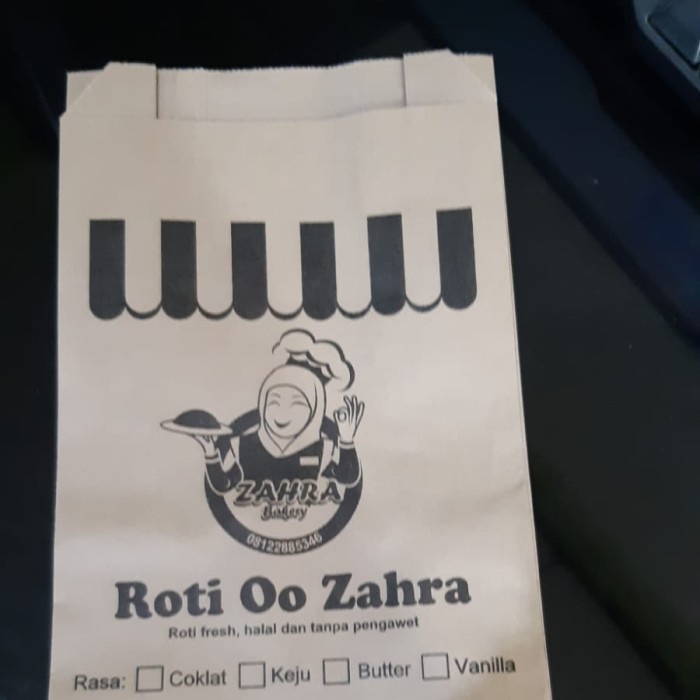 ZAHRA
Bakery
08122885346
Roti Oo Zahra
Roti fresh, halal dan tanpa pengawet
Rasa: Coklat Keju Butter Vanilla